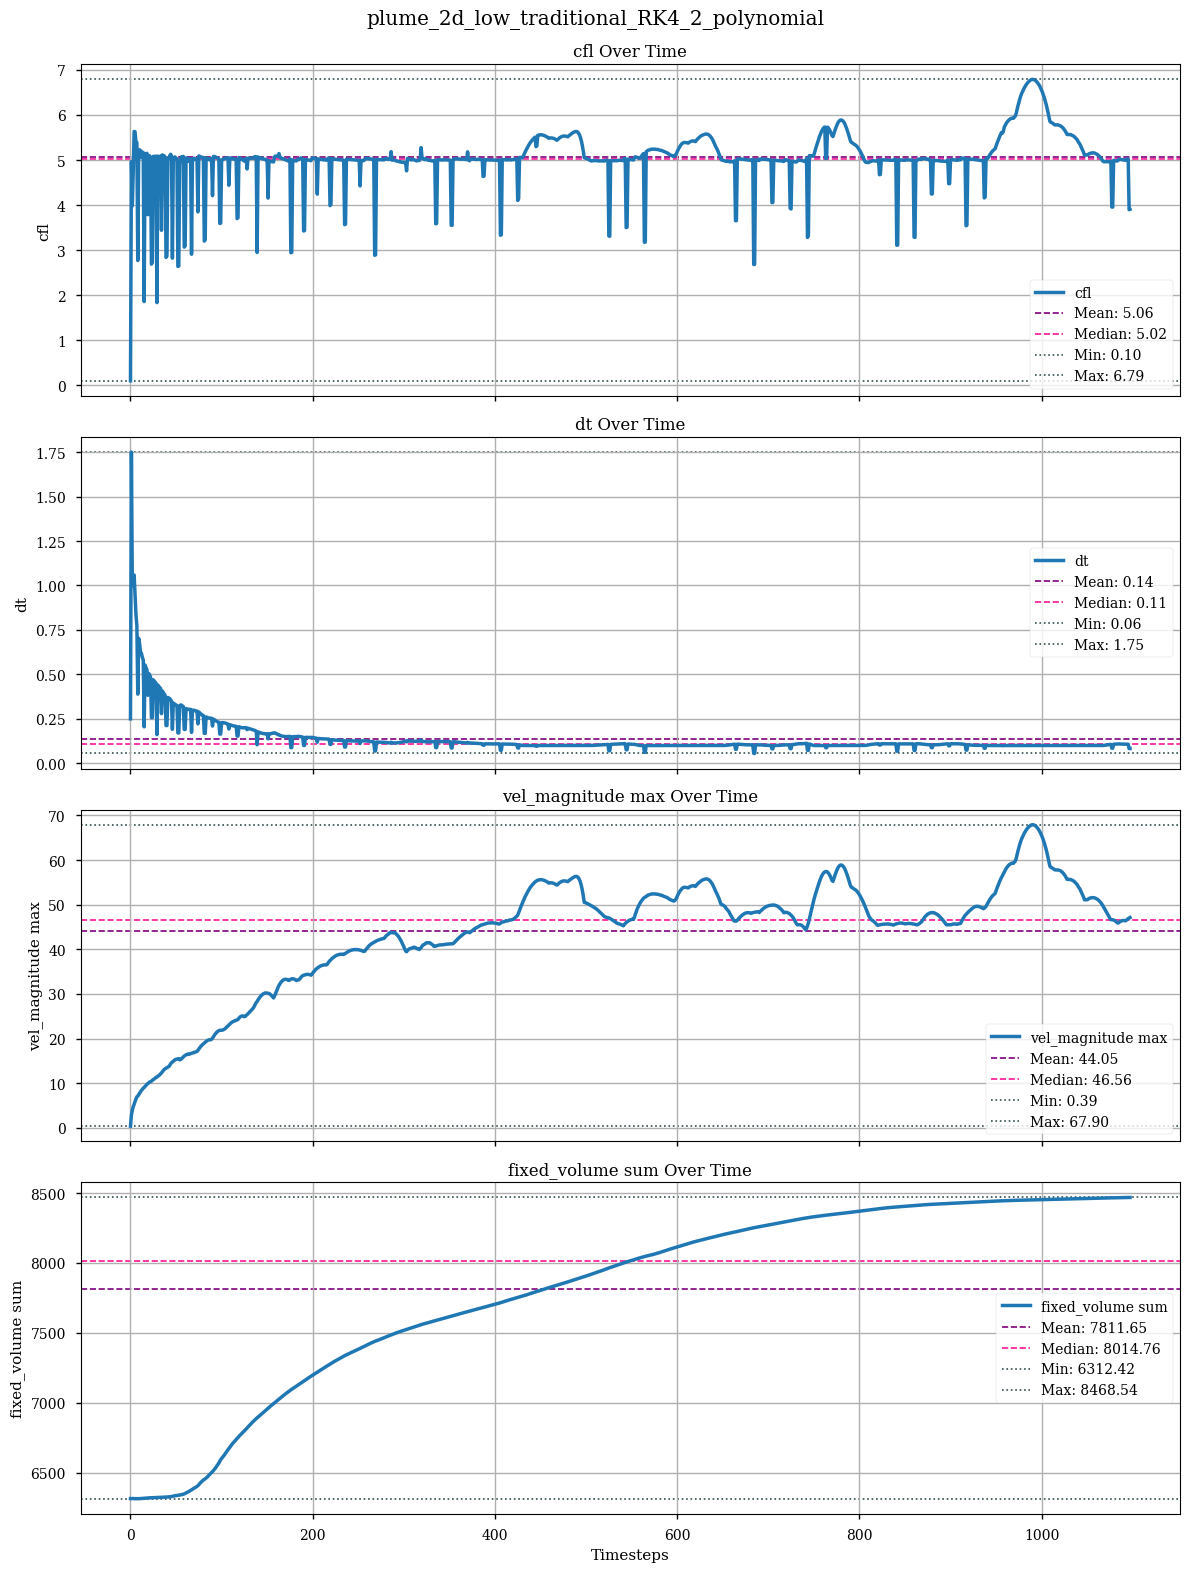 plume_2d_low_traditional_RK4_2_polynomial
cfl Over Time
7
6
5
4
3
2
1
0
cfl
cfl
Mean: 5.06
Median: 5.02
Min: 0.10
Max: 6.79
dt Over Time
1.75
1.50
1.25
1.00
0.75
0.50
0.25
0.00
dt
dt
Mean: 0.14
Median: 0.11
Min: 0.06
Max: 1.75
vel_magnitude max Over Time
70
60
50
40
30
20
10
0
vel_magnitude max
vel_magnitude max
Mean: 44.05
Median: 46.56
Min: 0.39
Max: 67.90
fixed_volume sum Over Time
8500
8000
7500
7000
6500
fixed_volume sum
fixed_volume sum
Mean: 7811.65
Median: 8014.76
Min: 6312.42
Max: 8468.54
0 200 400 600 800 1000
Timesteps